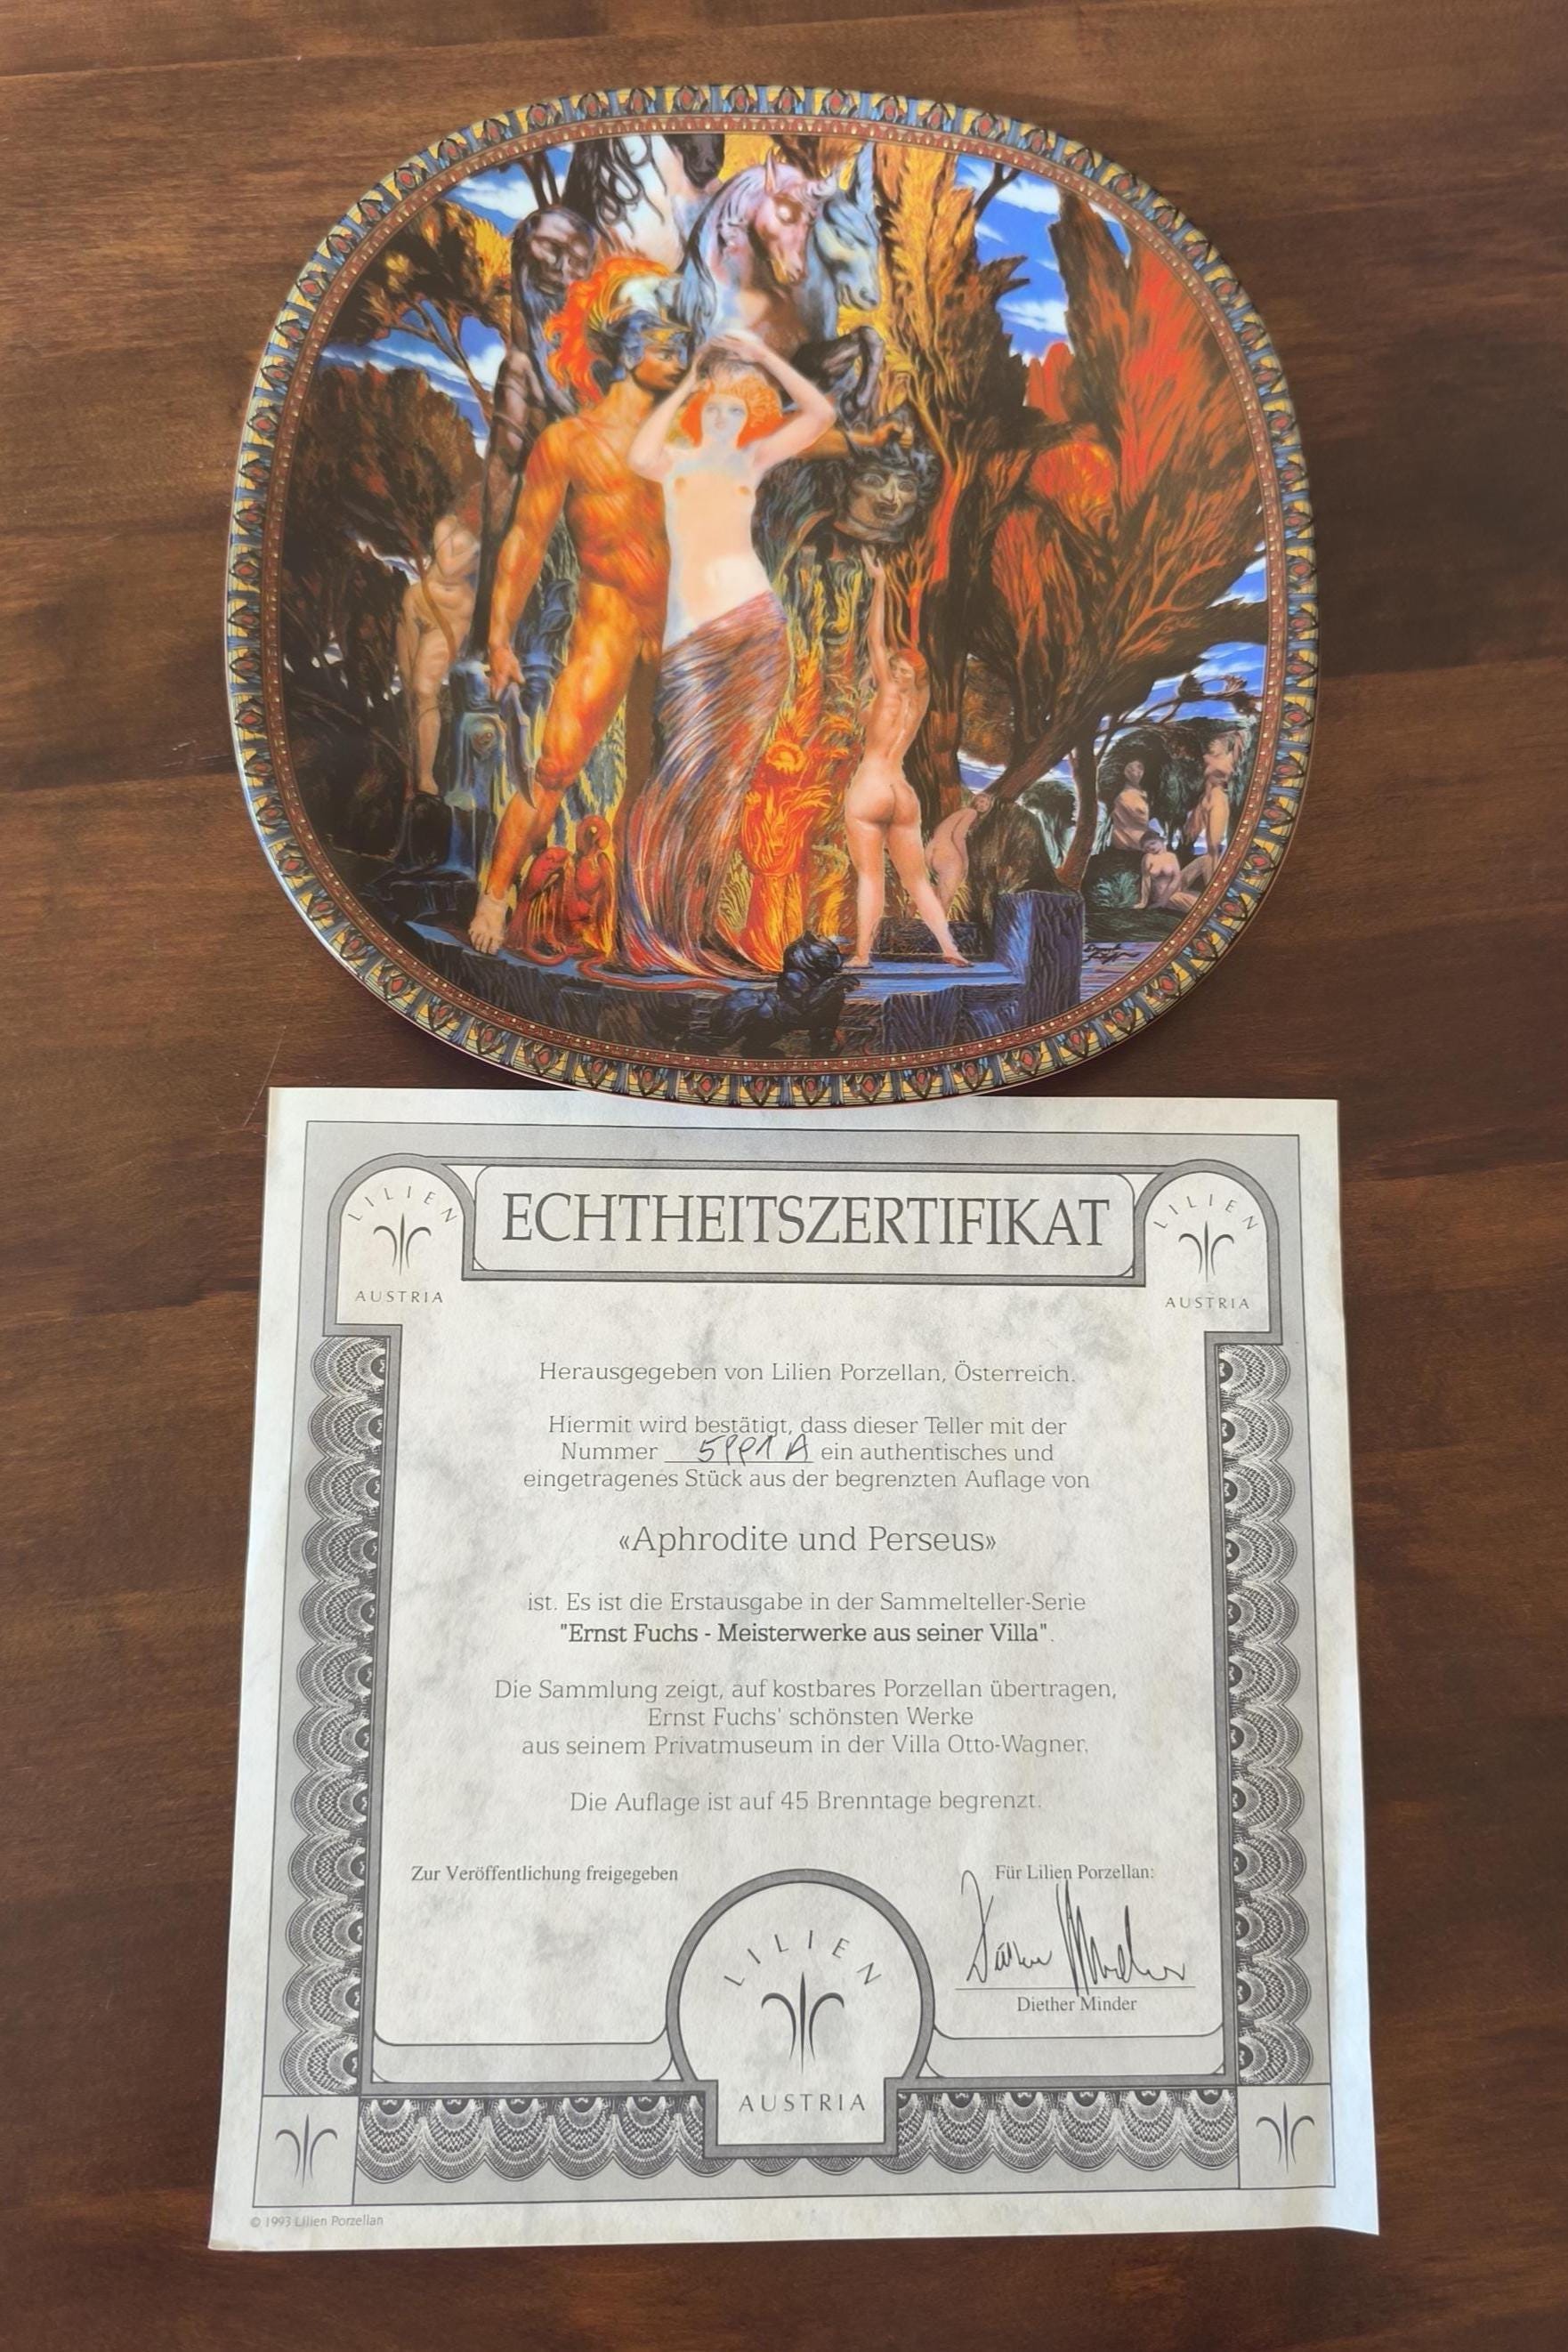 LILIEN
AUSTRIA
ECHTHEITSZERTIFIKAT
LILIEN
AUSTRIA
Herausgegeben von Lilien Porzellan, Österreich.
Hiermit wird bestätigt, dass dieser Teller mit der
Nummer ein authentisches und
eingetragenes Stück aus der begrenzten Auflage von
«Aphrodite und Perseus»
ist. Es ist die Erstausgabe in der Sammelteller-Serie
"Ernst Fuchs - Meisterwerke aus seiner Villa".
Die Sammlung zeigt, auf kostbares Porzellan übertragen,
Ernst Fuchs' schönsten Werke
aus seinem Privatmuseum in der Villa Otto-Wagner.
Die Auflage ist auf 45 Brenntage begrenzt.
Zur Veröffentlichung freigegeben
Für Lilien Porzellan:
Diether Minder
LILIEN
AUSTRIA
© 1993 Lilien Porzellan